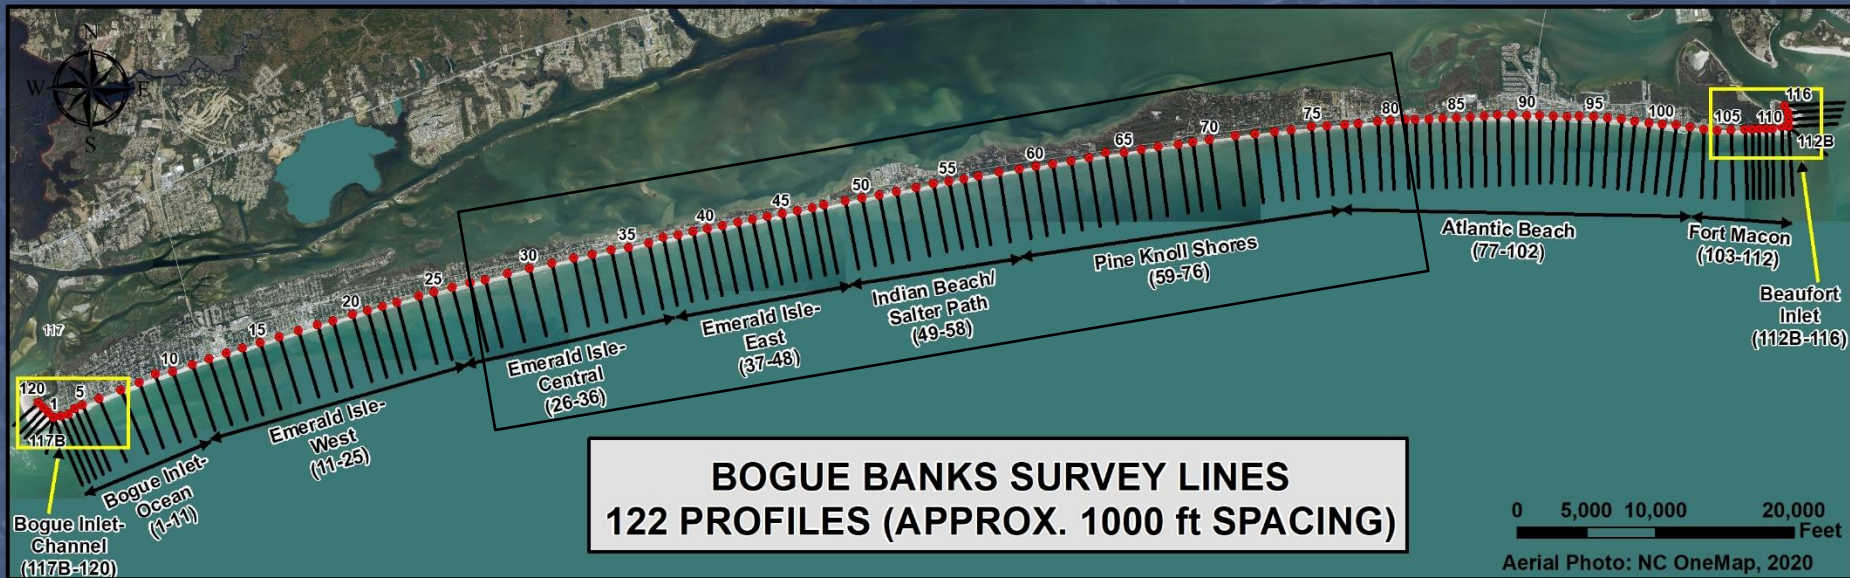 N
W
E
S
116
80
85
90
95
100
105
110
75
112B
70
65
60
55
50
45
40
35
30
25
20
15
10
117
120
5
1
117B
Bogue Inlet-
Channel
(117B-120)
Bogue Inlet-
Ocean
(1-11)
Emerald Isle-
West
(11-25)
Emerald Isle-
Central
(26-36)
Emerald Isle-
East
(37-48)
Indian Beach/
Salter Path
(49-58)
Pine Knoll Shores
(59-76)
Atlantic Beach
(77-102)
Fort Macon
(103-112)
Beaufort
Inlet
(112B-116)
BOGUE BANKS SURVEY LINES
122 PROFILES (APPROX. 1000 ft SPACING)
0 5,000 10,000 20,000
Feet
Aerial Photo: NC OneMap, 2020